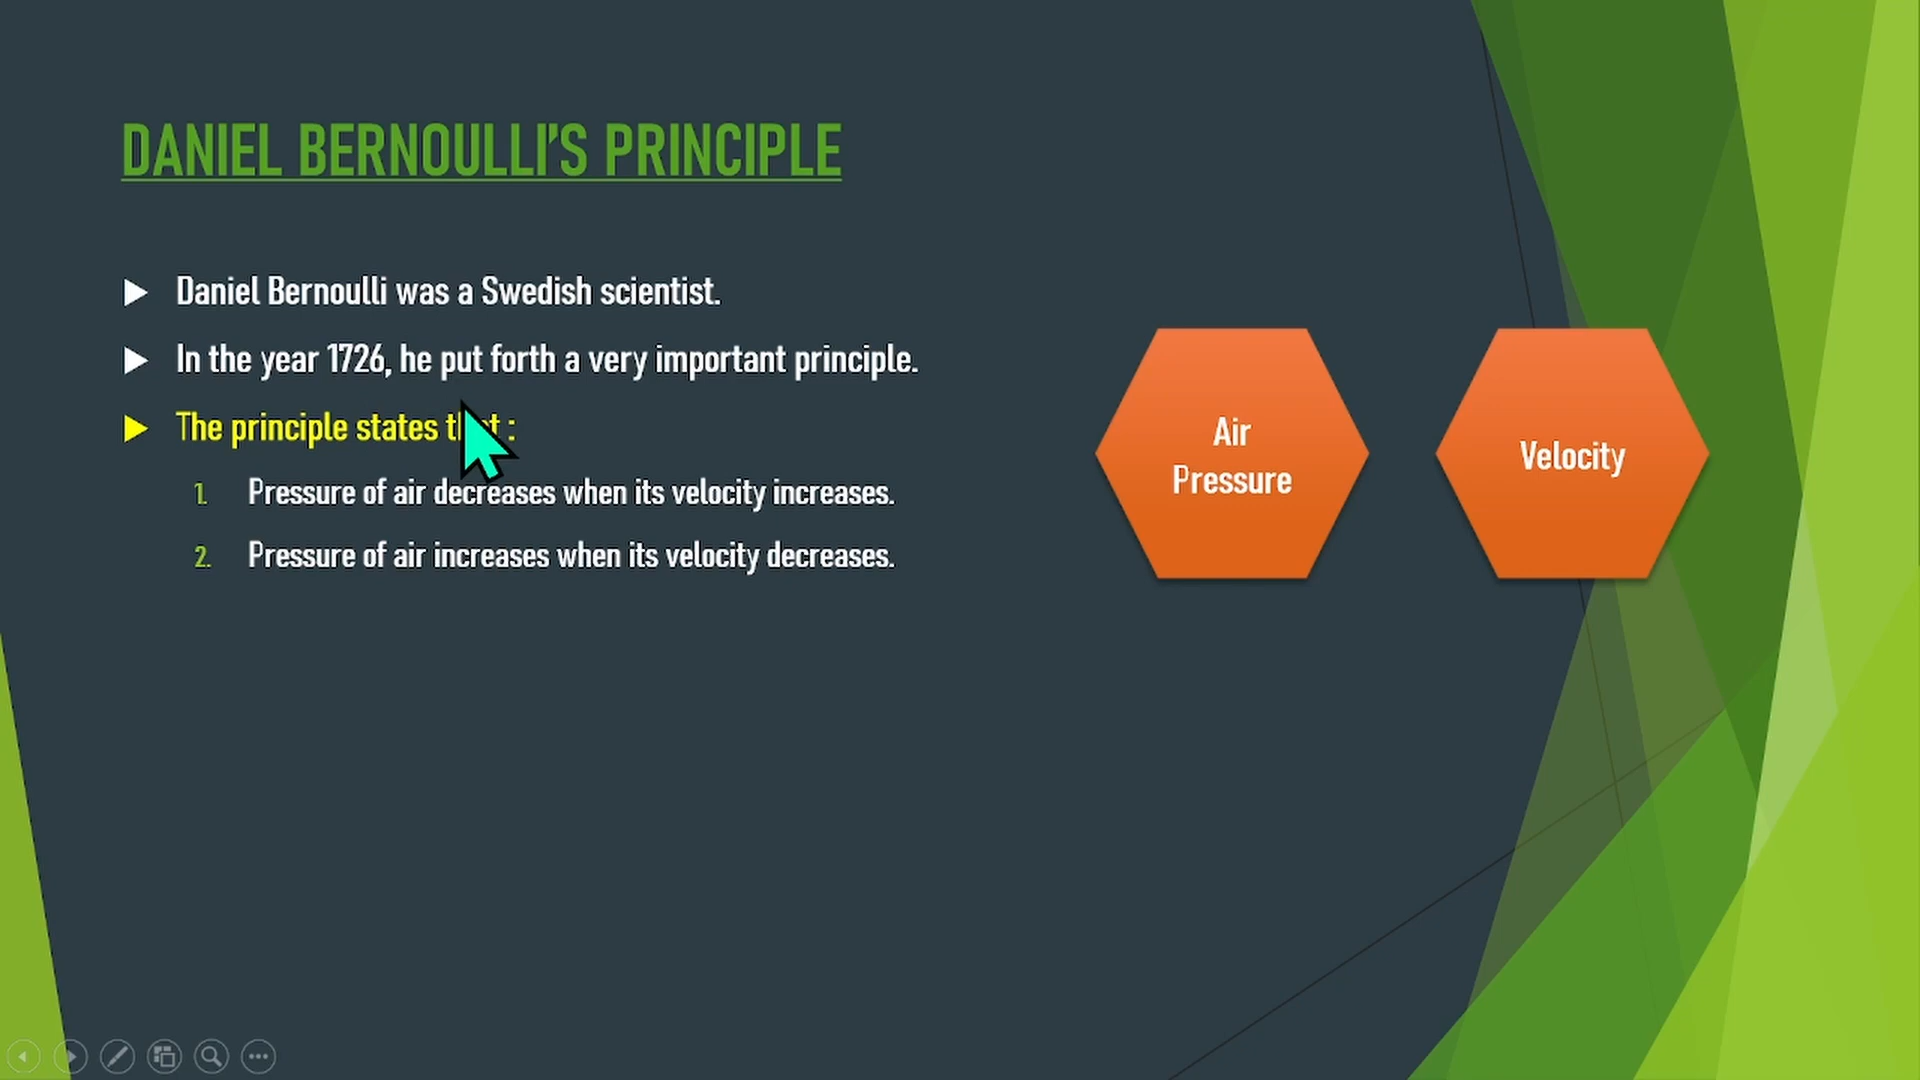 DANIEL BERNOULLI'S PRINCIPLE
Daniel Bernoulli was a Swedish scientist.
In the year 1726, he put forth a very important principle.
The principle states that :
1. Pressure of air decreases when its velocity increases.
2. Pressure of air increases when its velocity decreases.
Air
Pressure
Velocity